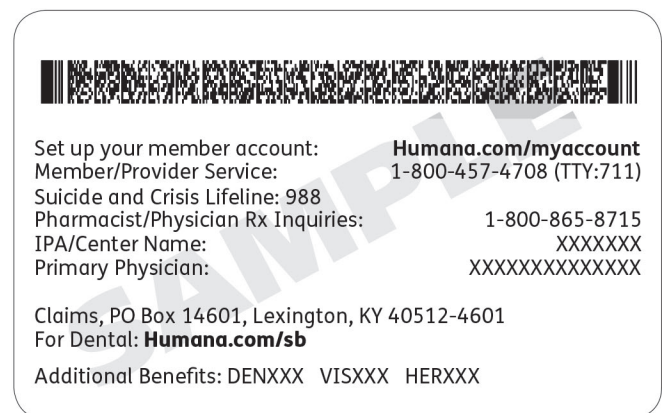 Set up your member account: Humana.com/myaccount
Member/Provider Service: 1-800-457-4708 (TTY:711)
Suicide and Crisis Lifeline: 988
Pharmacist/Physician Rx Inquiries: 1-800-865-8715
IPA/Center Name: XXXXXXX
Primary Physician: XXXXXXXXXXXXXX
Claims, PO Box 14601, Lexington, KY 40512-4601
For Dental: Humana.com/sb
Additional Benefits: DENXXX VISXXX HERXXX
SAMPLE